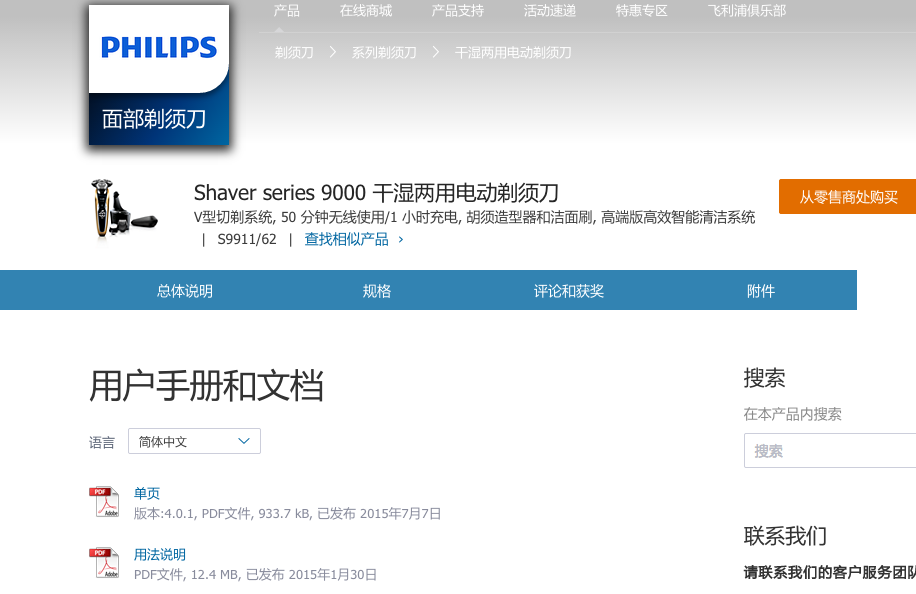 产品 在线商城 产品支持 活动速递 特惠专区 飞利浦俱乐部
PHILIPS
剃须刀 系列剃须刀 干湿两用电动剃须刀
面部剃须刀
Shaver series 9000 干湿两用电动剃须刀
V型切剃系统, 50 分钟无线使用/1 小时充电, 胡须造型器和洁面刷, 高端版高效智能清洁系统
| S9911/62 | 查找相似产品 ›
从零售商处购买
总体说明 规格 评论和获奖 附件
用户手册和文档
语言 简体中文
PDF Adobe 单页
版本:4.0.1, PDF文件, 933.7 kB, 已发布 2015年7月7日
PDF Adobe 用法说明
PDF文件, 12.4 MB, 已发布 2015年1月30日
搜索
在本产品内搜索
搜索
联系我们
请联系我们的客户服务团队